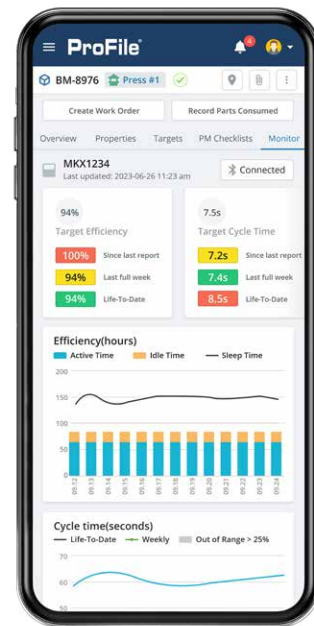 ProFile®
4
BM-8976 Press #1
Create Work Order Record Parts Consumed
Overview Properties Targets PM Checklists Monitor
MKX1234
Last updated: 2023-06-26 11:23 am
Connected
94%
Target Efficiency
100% Since last report
94% Last full week
94% Life-To-Date
7.5s
Target Cycle Time
7.2s Since last report
7.4s Last full week
8.5s Life-To-Date
Efficiency(hours)
Active Time Idle Time Sleep Time
200
150
100
50
0
09.12 09.13 09.14 09.15 09.16 09.17 09.18 09.19 09.20 09.21 09.22 09.23 09.24
Cycle time(seconds)
Life-To-Date Weekly Out of Range > 25%
70
60
50